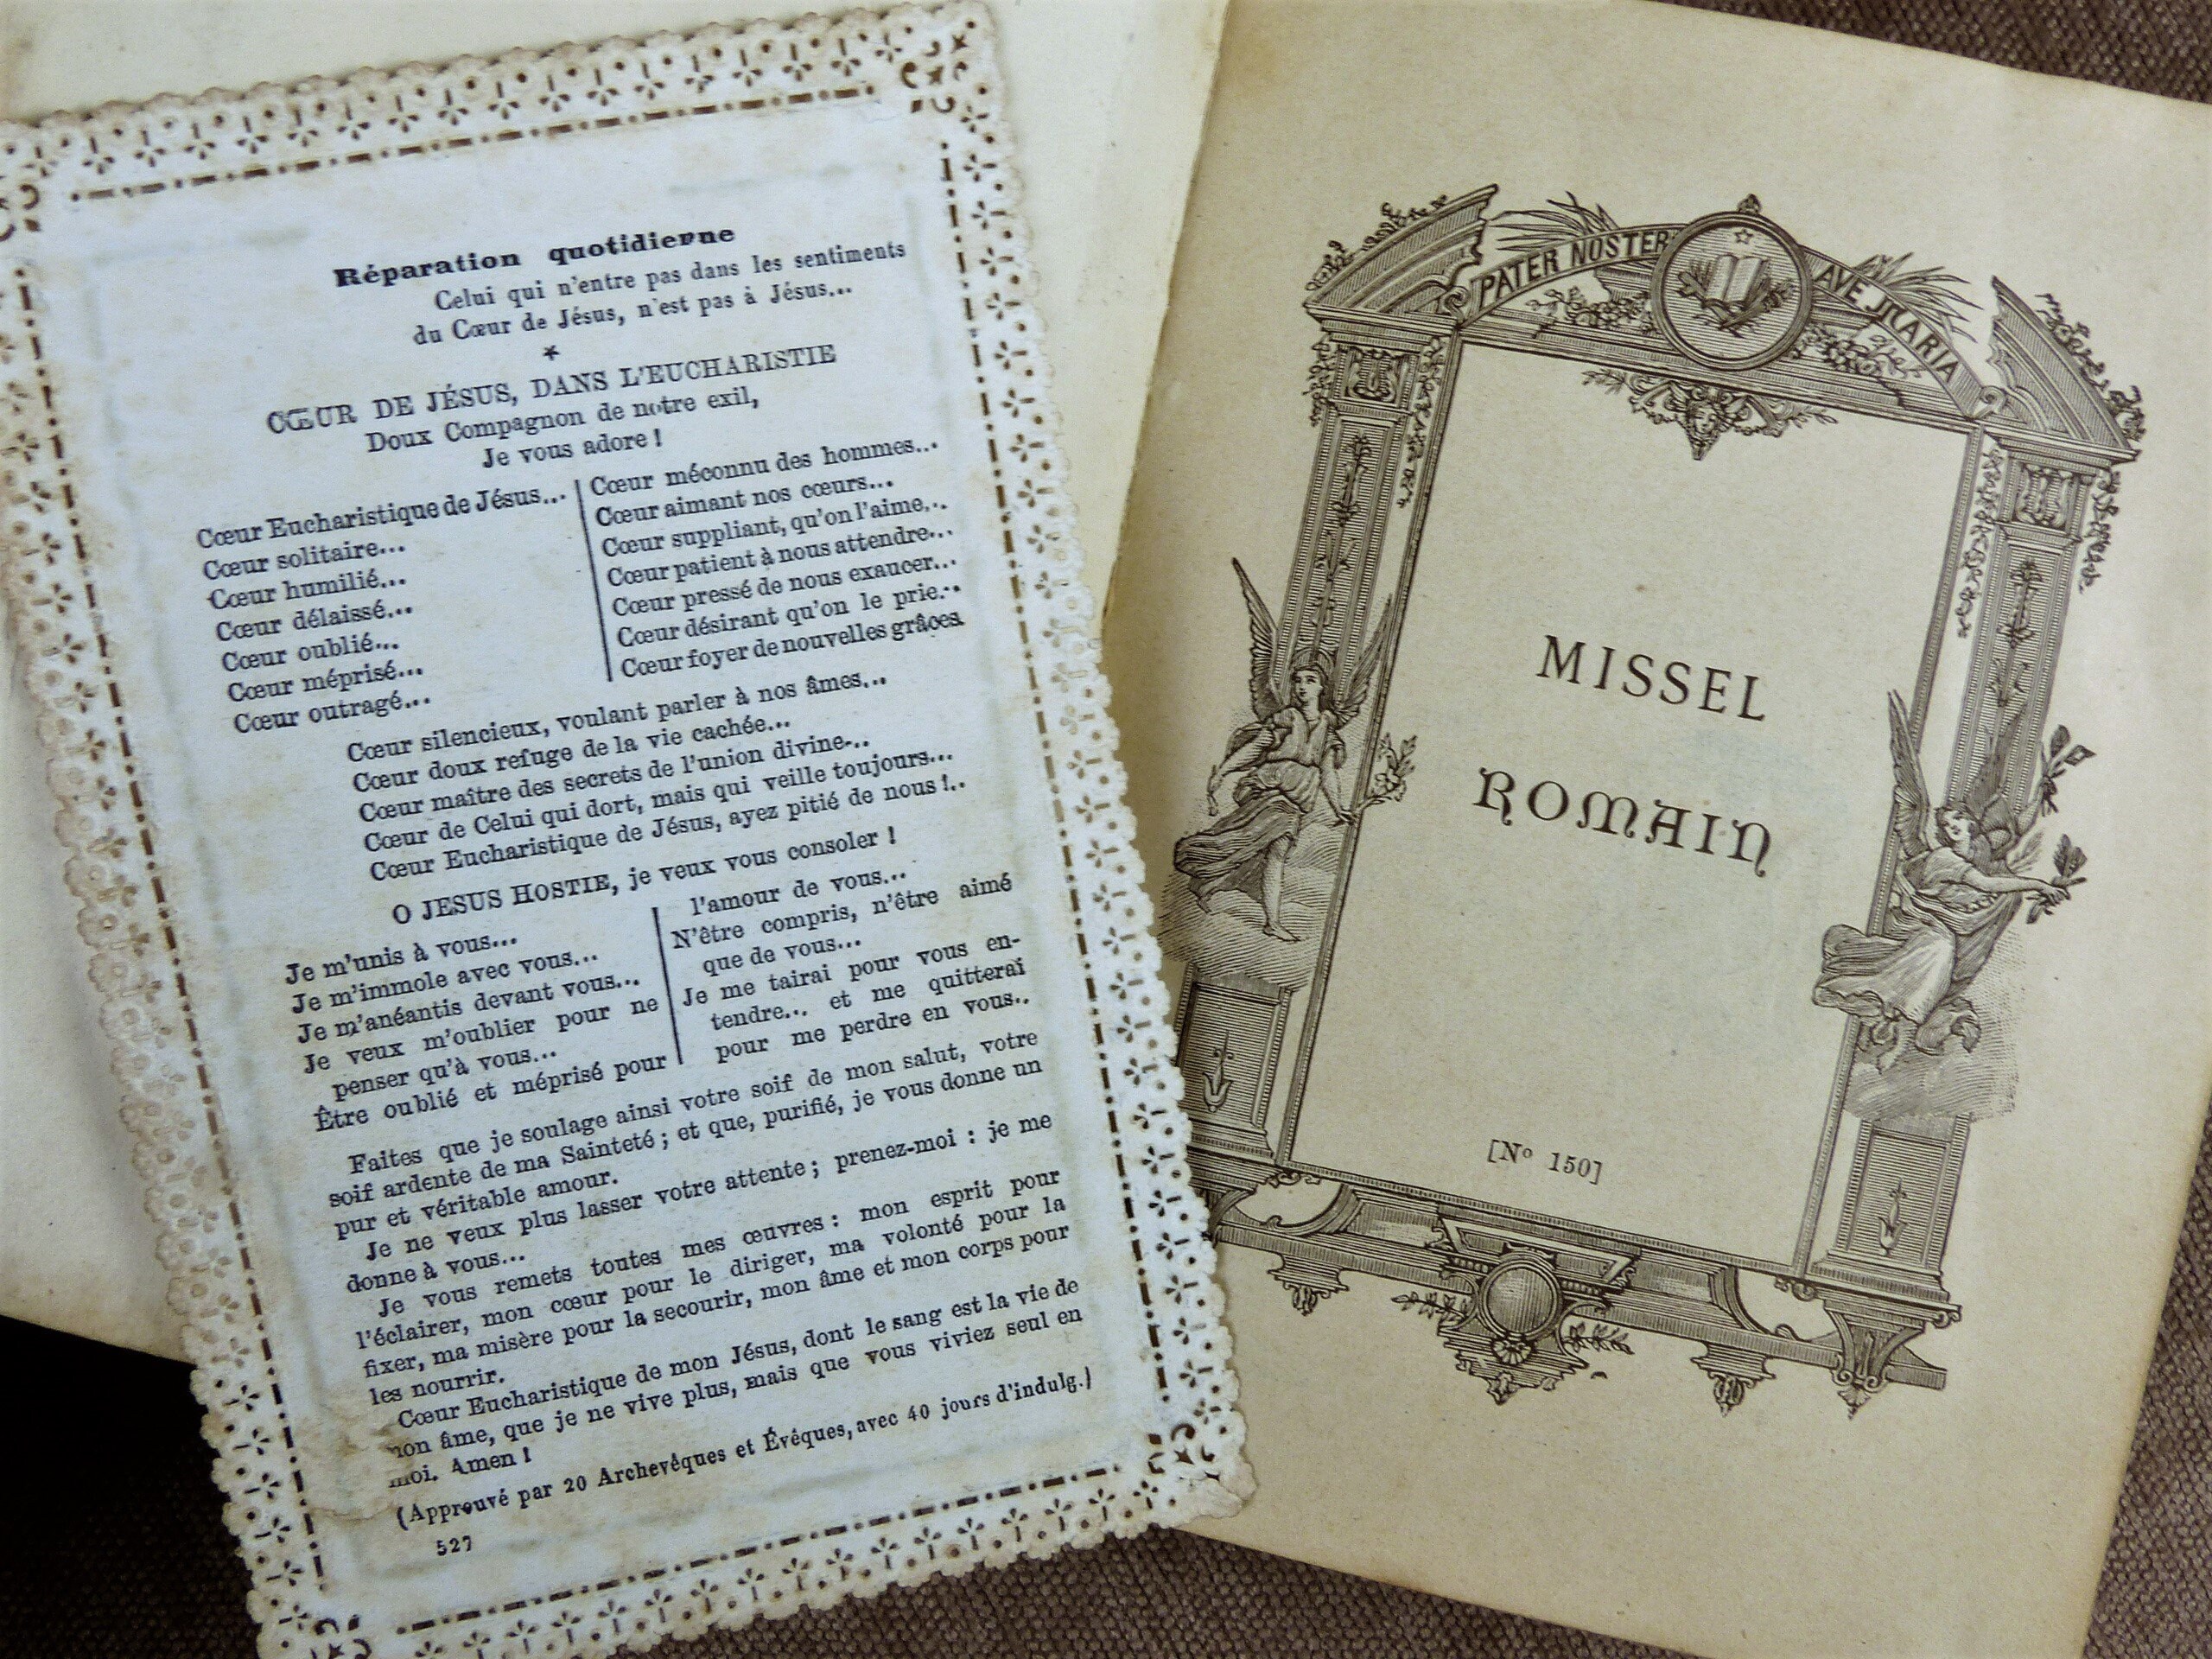 Réparation quotidienne
Celui qui n'entre pas dans les sentiments
du Cœur de Jésus, n'est pas à Jésus...
*
CŒUR DE JÉSUS, DANS L'EUCHARISTIE
Doux Compagnon de notre exil,
Je vous adore !
Cœur Eucharistique de Jésus...
Cœur solitaire...
Cœur humilié...
Cœur délaissé...
Cœur oublié...
Cœur méprisé...
Cœur outragé...
Cœur méconnu des hommes...
Cœur aimant nos cœurs...
Cœur suppliant, qu'on l'aime...
Cœur patient à nous attendre...
Cœur pressé de nous exaucer...
Cœur désirant qu'on le prie...
Cœur foyer de nouvelles grâces
Cœur silencieux, voulant parler à nos âmes...
Cœur doux refuge de la vie cachée...
Cœur maître des secrets de l'union divine...
Cœur de Celui qui dort, mais qui veille toujours...
Cœur Eucharistique de Jésus, ayez pitié de nous !..
O JESUS HOSTIE, je veux vous consoler !
Je m'unis à vous...
Je m'immole avec vous...
Je m'anéantis devant vous...
Je veux m'oublier pour ne
penser qu'à vous...
Être oublié et méprisé pour
l'amour de vous...
N'être compris, n'être aimé
que de vous...
Je me tairai pour vous en-
tendre... et me quitterai
pour me perdre en vous..
Faites que je soulage ainsi votre soif de mon salut, votre
soif ardente de ma Sainteté ; et que, purifié, je vous donne un
pur et véritable amour.
Je ne veux plus lasser votre attente ; prenez-moi : je me
donne à vous...
Je vous remets toutes mes œuvres : mon esprit pour
l'éclairer, mon cœur pour le diriger, ma volonté pour la
fixer, ma misère pour la secourir, mon âme et mon corps pour
les nourrir.
Cœur Eucharistique de mon Jésus, dont le sang est la vie de
mon âme, que je ne vive plus, mais que vous viviez seul en
moi. Amen !
(Approuvé par 20 Archevêques et Évêques, avec 40 jours d'indulg.)
527
PATER NOSTER AVE MARIA
MISSEL
ROMAIN
[Nº 150]